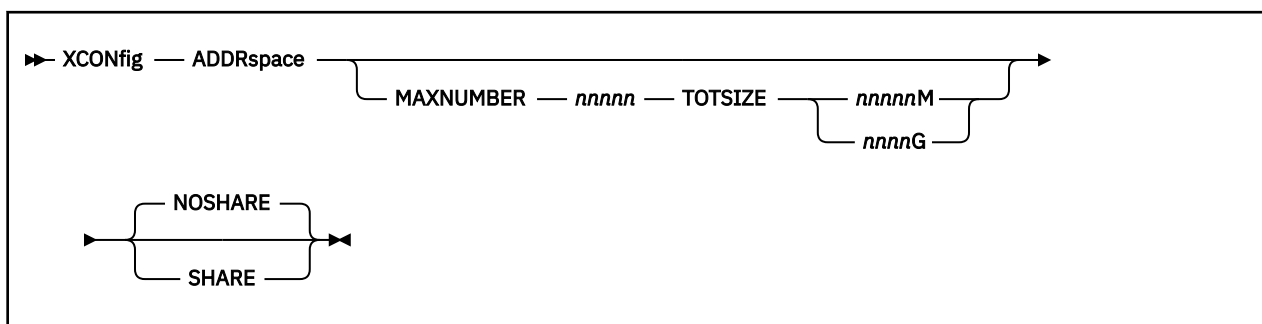 XCONfig ADDRspace
MAXNUMBER nnnnn TOTSIZE nnnnnM
nnnnG
NOSHARE
SHARE